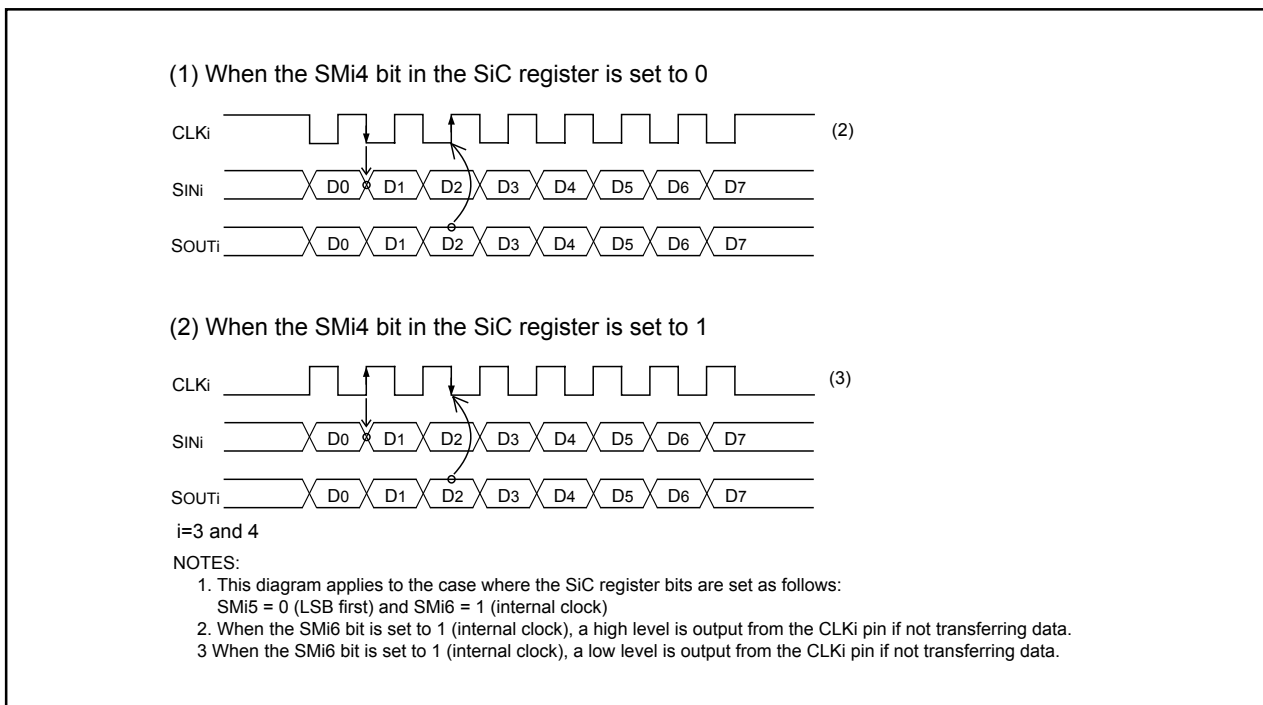 (1) When the SMi4 bit in the SiC register is set to 0
CLKi
(2)
SINi
D0 D1 D2 D3 D4 D5 D6 D7
SOUTi
D0 D1 D2 D3 D4 D5 D6 D7
(2) When the SMi4 bit in the SiC register is set to 1
CLKi
(3)
SINi
D0 D1 D2 D3 D4 D5 D6 D7
SOUTi
D0 D1 D2 D3 D4 D5 D6 D7
i=3 and 4
NOTES:
1. This diagram applies to the case where the SiC register bits are set as follows:
SMi5 = 0 (LSB first) and SMi6 = 1 (internal clock)
2. When the SMi6 bit is set to 1 (internal clock), a high level is output from the CLKi pin if not transferring data.
3 When the SMi6 bit is set to 1 (internal clock), a low level is output from the CLKi pin if not transferring data.